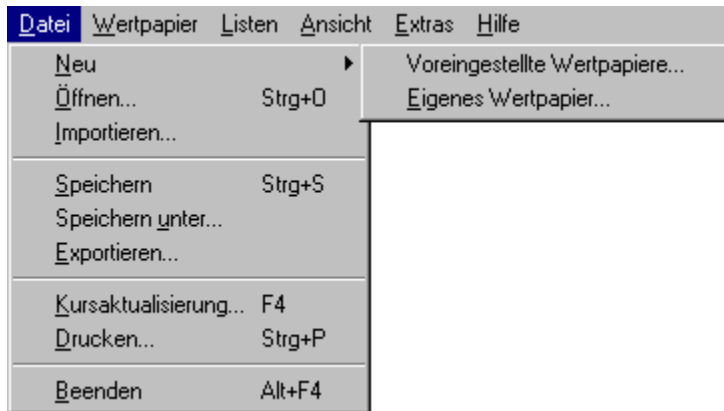 Datei Wertpapier Listen Ansicht Extras Hilfe
Neu Voreingestellte Wertpapiere...
Öffnen... Strg+O Eigenes Wertpapier...
Importieren...
Speichern Strg+S
Speichern unter...
Exportieren...
Kursaktualisierung... F4
Drucken... Strg+P
Beenden Alt+F4